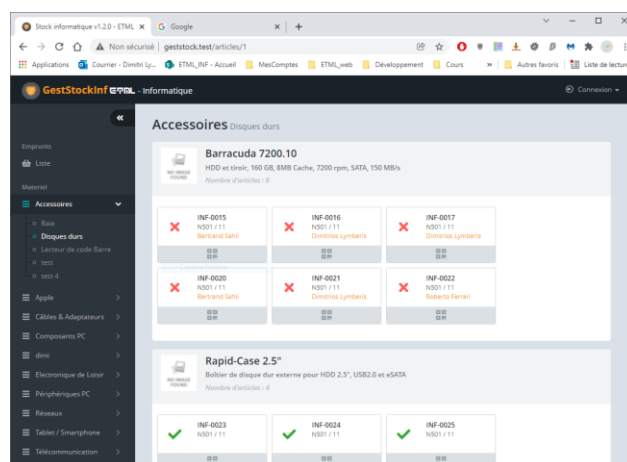 Stock informatique v1.2.0 - ETML
Google
Non sécurisé | geststock.test/articles/1
Applications
Courrier - Dimitri Ly...
ETML_INF - Accueil
MesComptes
ETML_web
Développement
Cours
»
Autres favoris
Liste de lecture
GestStockInf ETML - Informatique
Connexion
Accessoires Disques durs
Emprunts
Liste
Materiel
Accessoires
Baie
Disques durs
Lecteur de code Barre
test
test 4
Apple
Câbles & Adaptateurs
Composants PC
dimi
Electronique de Loisir
Périphériques PC
Réseaux
Tablet / Smartphone
Télécommunication
NO IMAGE FOUND
Barracuda 7200.10
HDD et tiroir, 160 GB, 8MB Cache, 7200 rpm, SATA, 150 MB/s
Nombre d'articles : 0
INF-0015
N501 / 11
Bertrand Sahli
INF-0016
N501 / 11
Dimitrios Lymberis
INF-0017
N501 / 11
Dimitrios Lymberis
INF-0020
N501 / 11
Bertrand Sahli
INF-0021
N501 / 11
Dimitrios Lymberis
INF-0022
N501 / 11
Roberto Ferrari
NO IMAGE FOUND
Rapid-Case 2.5"
Boîtier de disque dur externe pour HDD 2.5", USB2.0 et eSATA
Nombre d'articles : 4
INF-0023
N501 / 11
INF-0024
N501 / 11
INF-0025
N501 / 11